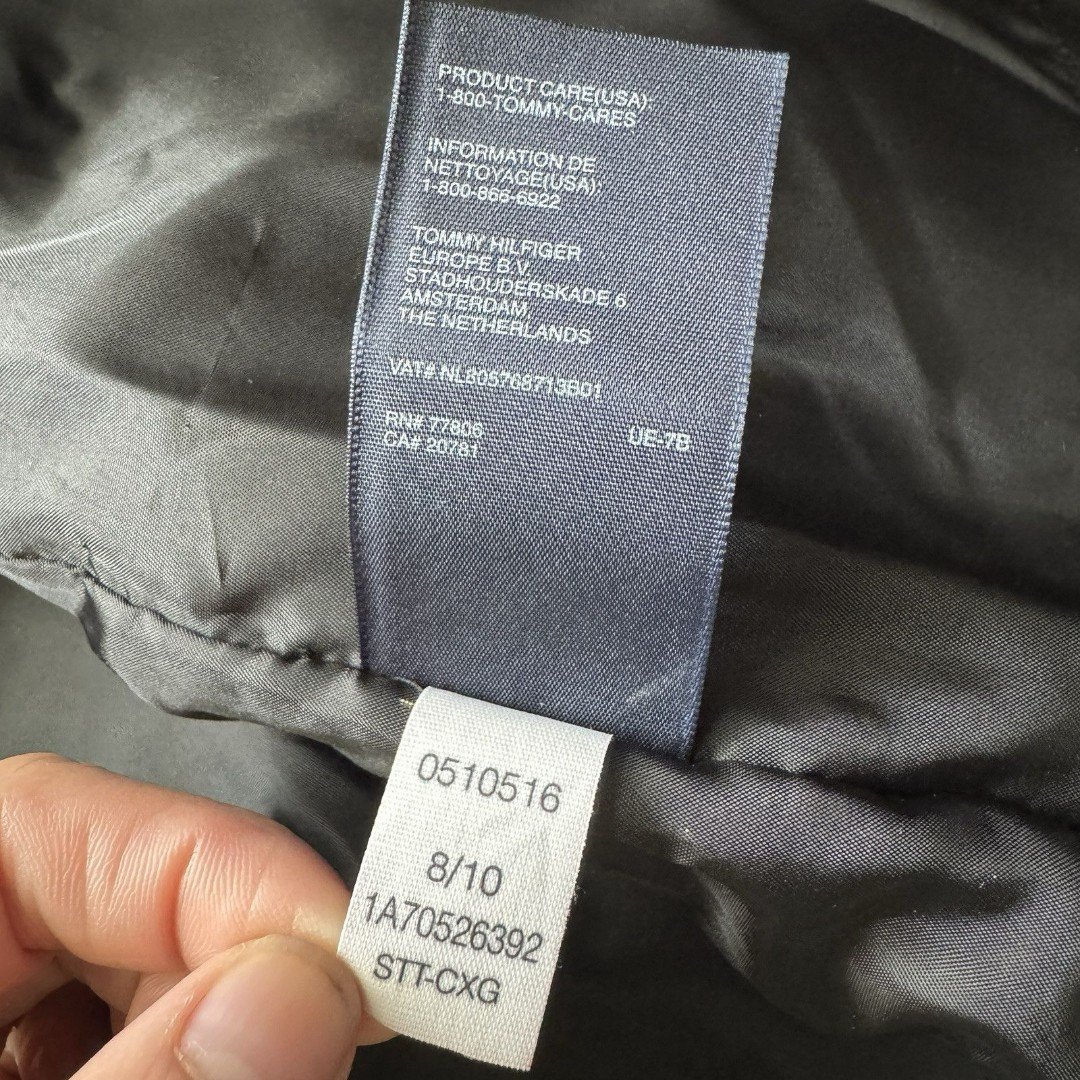 PRODUCT CARE(USA):
1-800-TOMMY-CARES
INFORMATION DE
NETTOYAGE(USA):
1-800-866-6922
TOMMY HILFIGER
EUROPE B.V.
STADHOUDERSKADE 6
AMSTERDAM
THE NETHERLANDS
VAT# NL805768713B01
RN# 77806
UE-7B
CA# 20781
0510516
8/10
1A70526392
STT-CXG